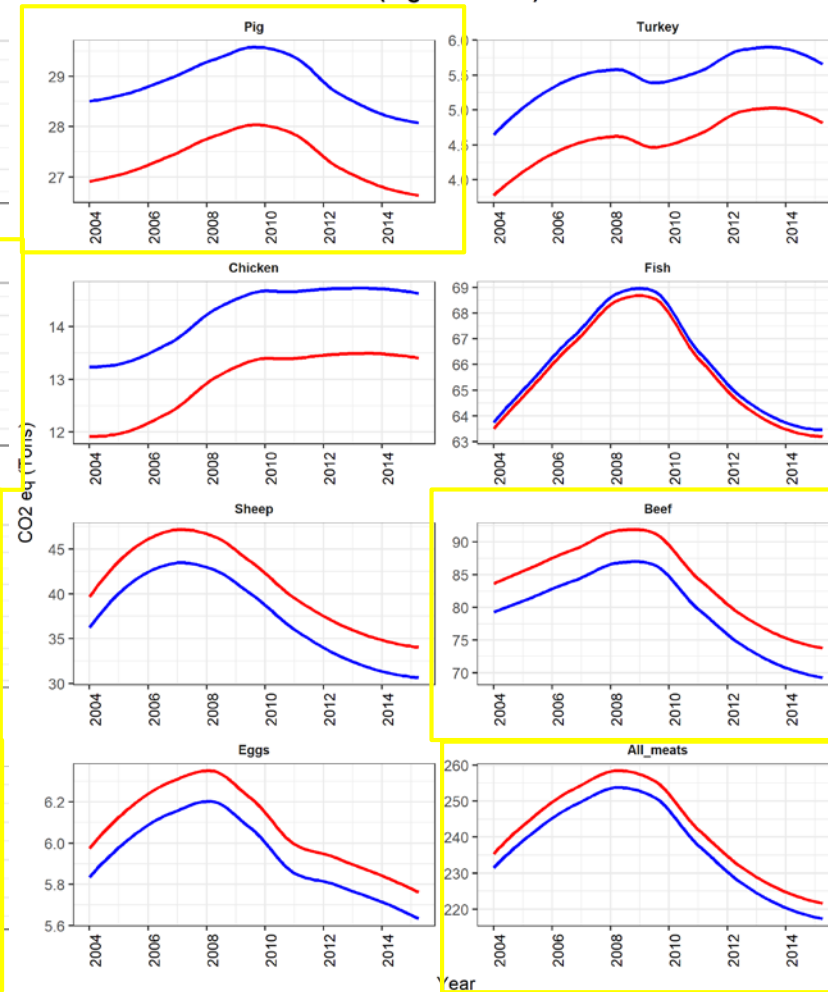 Pig
29
28
27
2004 2006 2008 2010 2012 2014
Turkey
6.0
5.5
5.0
4.5
4.0
2004 2006 2008 2010 2012 2014
Chicken
14
13
12
2004 2006 2008 2010 2012 2014
Fish
69
68
67
66
65
64
63
2004 2006 2008 2010 2012 2014
CO2 eq (Tons)
Sheep
45
40
35
30
2004 2006 2008 2010 2012 2014
Beef
90
85
80
75
70
2004 2006 2008 2010 2012 2014
Eggs
6.2
6.0
5.8
5.6
2004 2006 2008 2010 2012 2014
All_meats
260
250
240
230
220
2004 2006 2008 2010 2012 2014
Year